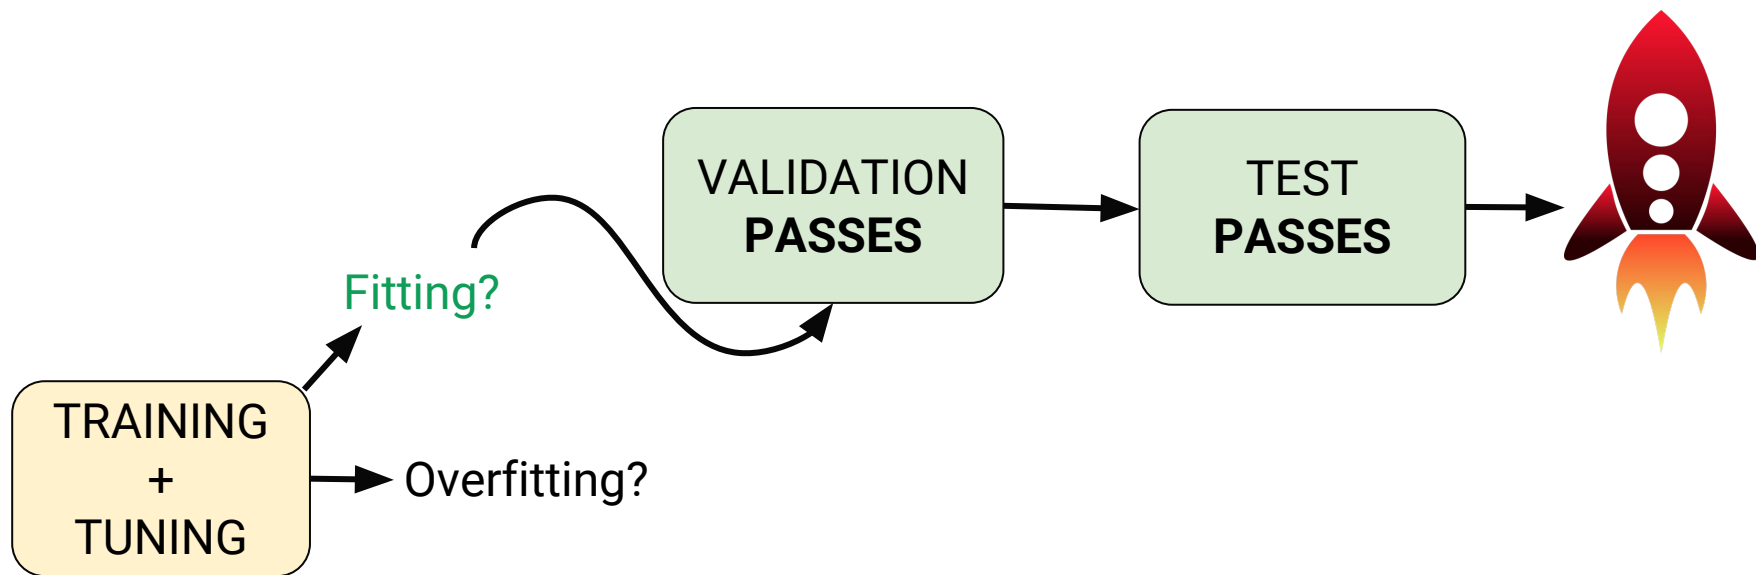 TRAINING
+
TUNING
Fitting?
Overfitting?
VALIDATION
PASSES
TEST
PASSES